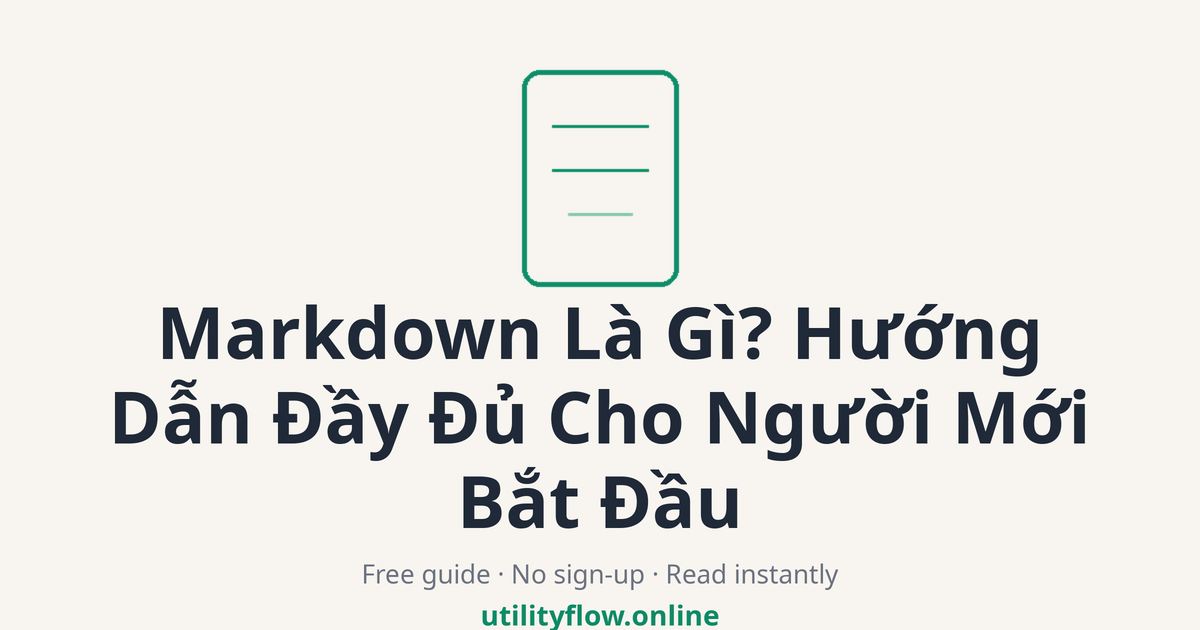 Markdown Là Gì? Hướng
Dẫn Đầy Đủ Cho Người Mới
Bắt Đầu
Free guide · No sign-up · Read instantly
utilityflow.online